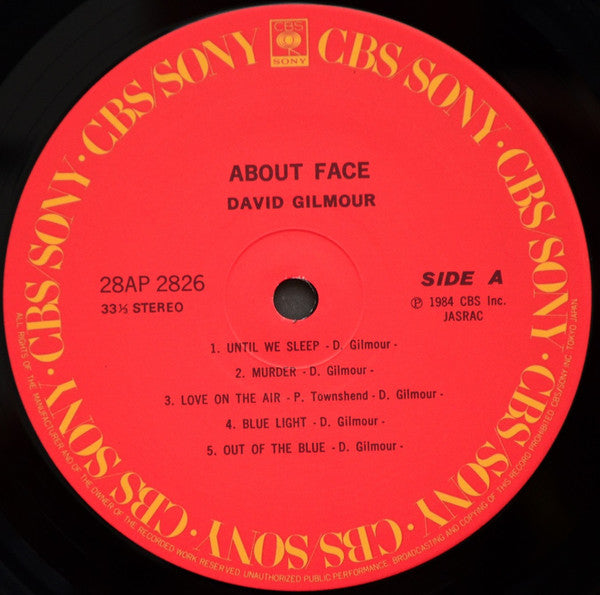 CBS
SONY
CBS/SONY · CBS/SONY · CBS/SONY · CBS/SONY · CBS/SONY · CBS/SONY · CBS/SONY · CBS/SONY ·
ABOUT FACE
DAVID GILMOUR
28AP 2826
33⅓ STEREO
SIDE A
Ⓟ 1984 CBS Inc.
JASRAC
1. UNTIL WE SLEEP - D. Gilmour -
2. MURDER - D. Gilmour -
3. LOVE ON THE AIR - P. Townshend - D. Gilmour -
4. BLUE LIGHT - D. Gilmour -
5. OUT OF THE BLUE - D. Gilmour -
ALL RIGHTS OF THE MANUFACTURER AND OF THE OWNER OF THE RECORDED WORK RESERVED. UNAUTHORIZED PUBLIC PERFORMANCE, BROADCASTING AND COPYING OF THIS RECORD PROHIBITED. CBS/SONY INC. TOKYO JAPAN